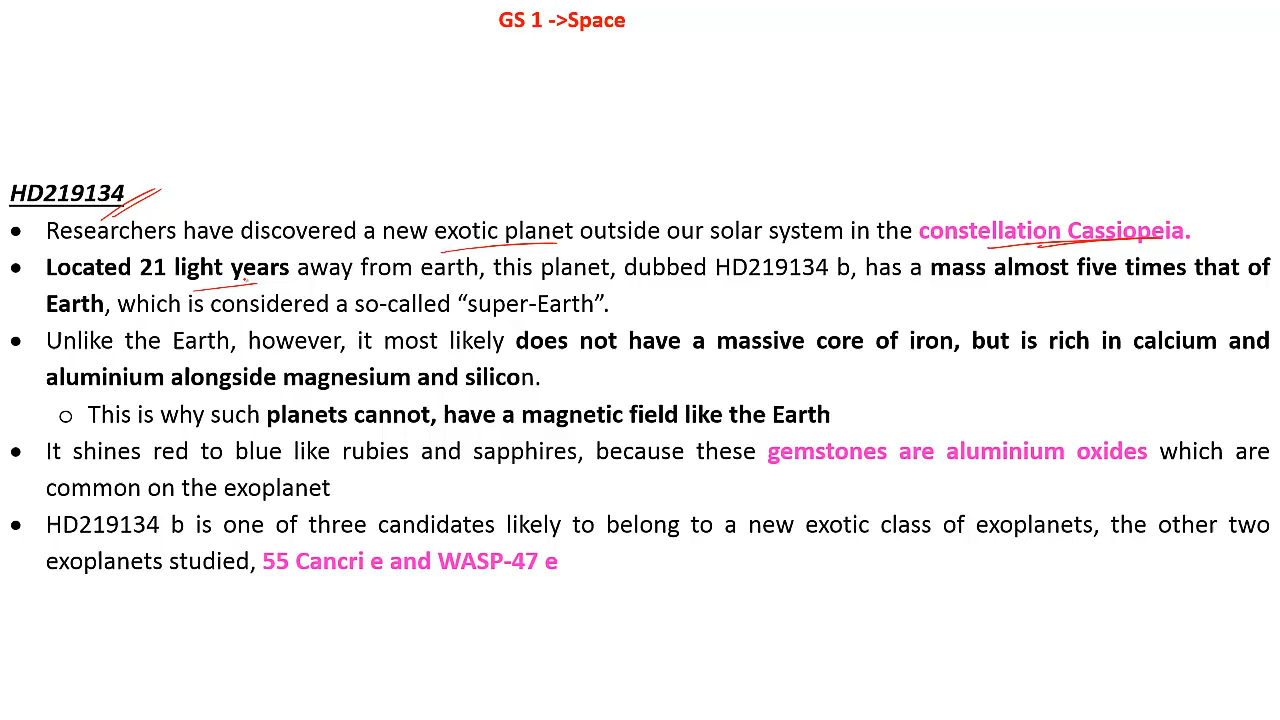 GS 1 ->Space
HD219134
• Researchers have discovered a new exotic planet outside our solar system in the constellation Cassiopeia.
• Located 21 light years away from earth, this planet, dubbed HD219134 b, has a mass almost five times that of
Earth, which is considered a so-called “super-Earth”.
• Unlike the Earth, however, it most likely does not have a massive core of iron, but is rich in calcium and
aluminium alongside magnesium and silicon.
o This is why such planets cannot, have a magnetic field like the Earth
• It shines red to blue like rubies and sapphires, because these gemstones are aluminium oxides which are
common on the exoplanet
• HD219134 b is one of three candidates likely to belong to a new exotic class of exoplanets, the other two
exoplanets studied, 55 Cancri e and WASP-47 e